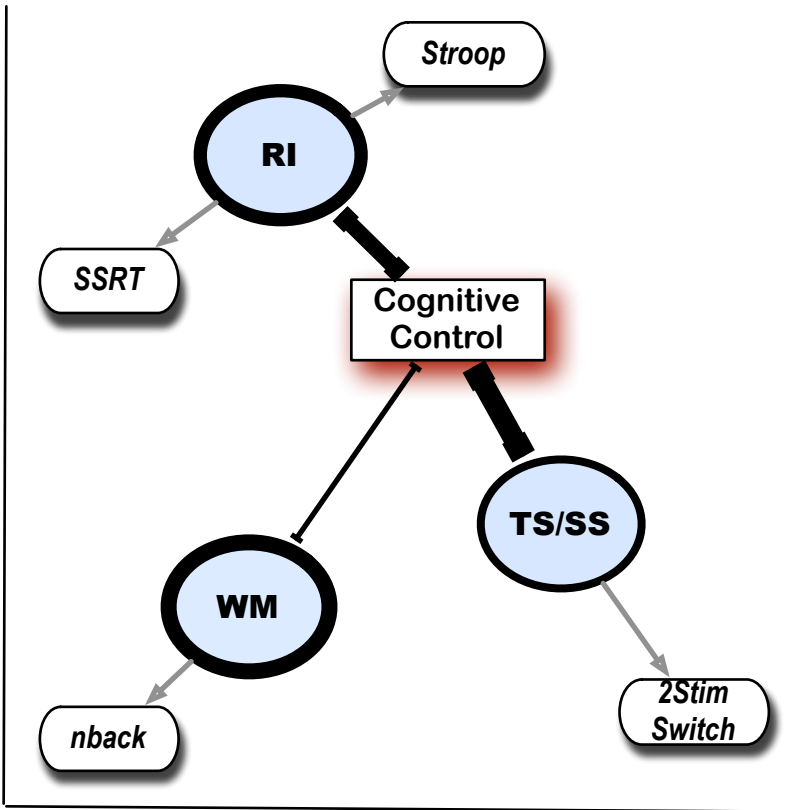 Stroop
RI
SSRT
Cognitive
Control
TS/SS
WM
2Stim
Switch
nback